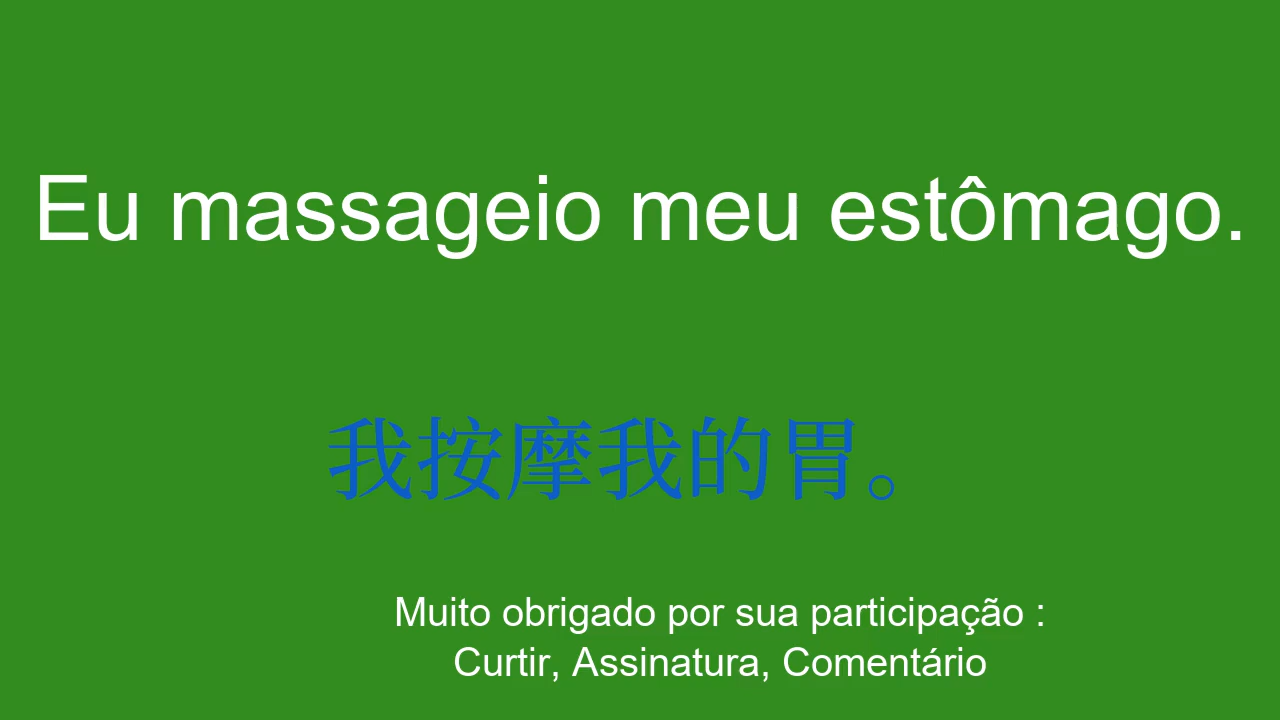 Eu massageio meu estômago.
我按摩我的胃。
Muito obrigado por sua participação :
Curtir, Assinatura, Comentário